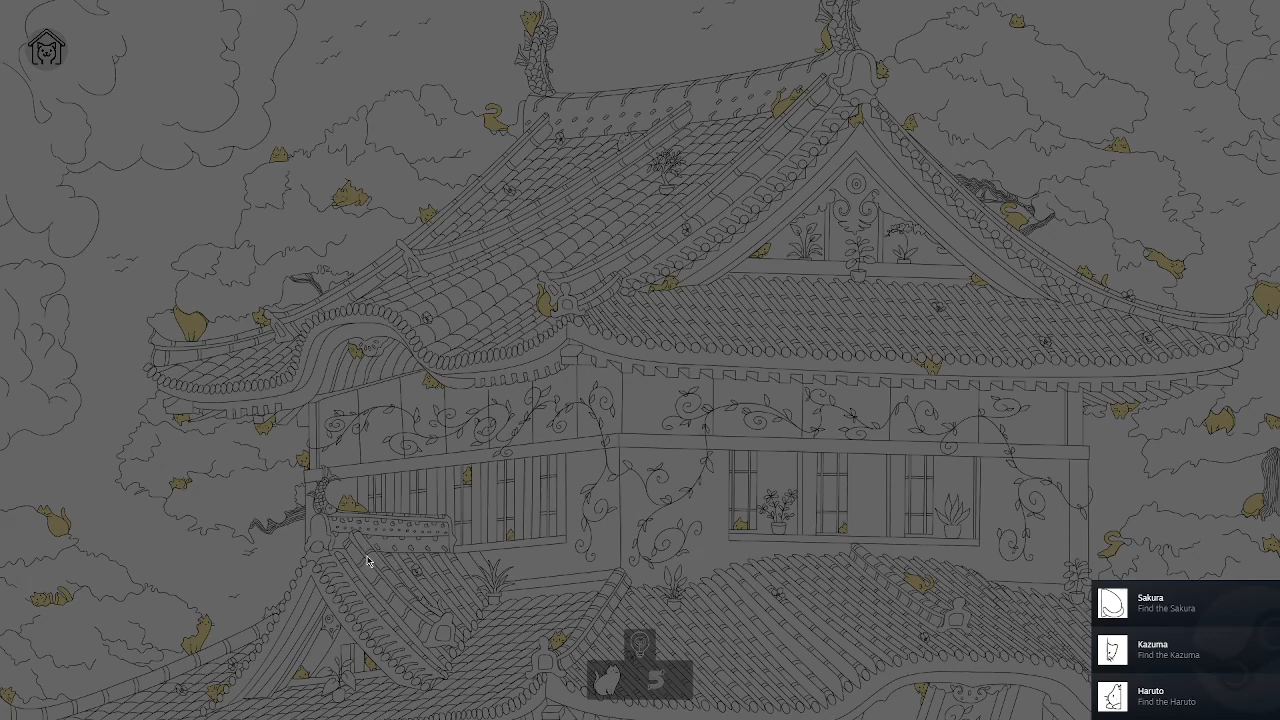 Sakura
Find the Sakura
Kazuma
Find the Kazuma
5
Haruto
Find the Haruto